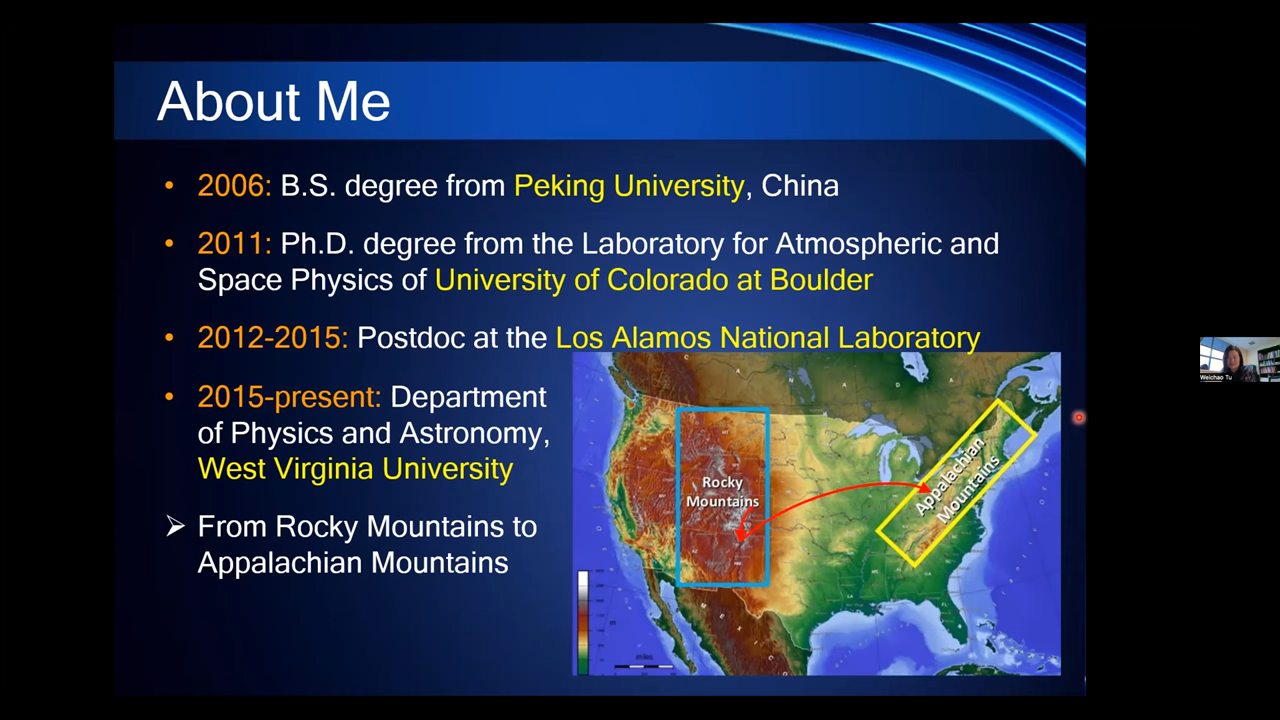 About Me
• 2006: B.S. degree from Peking University, China
• 2011: Ph.D. degree from the Laboratory for Atmospheric and
Space Physics of University of Colorado at Boulder
• 2012-2015: Postdoc at the Los Alamos National Laboratory
• 2015-present: Department
of Physics and Astronomy,
West Virginia University
➢ From Rocky Mountains to
Appalachian Mountains
C A N A D A
Rocky
Mountains
Appalachian
Mountains
Weichao Tu